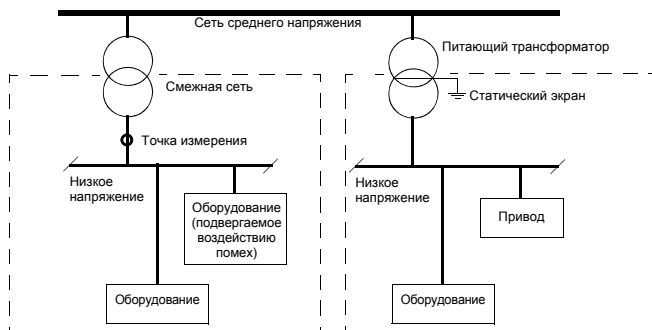 Сеть среднего напряжения
Питающий трансформатор
Смежная сеть
Статический экран
Точка измерения
Низкое
напряжение
Оборудование
(подвергаемое
воздействию
помех)
Оборудование
Низкое
напряжение
Привод
Оборудование